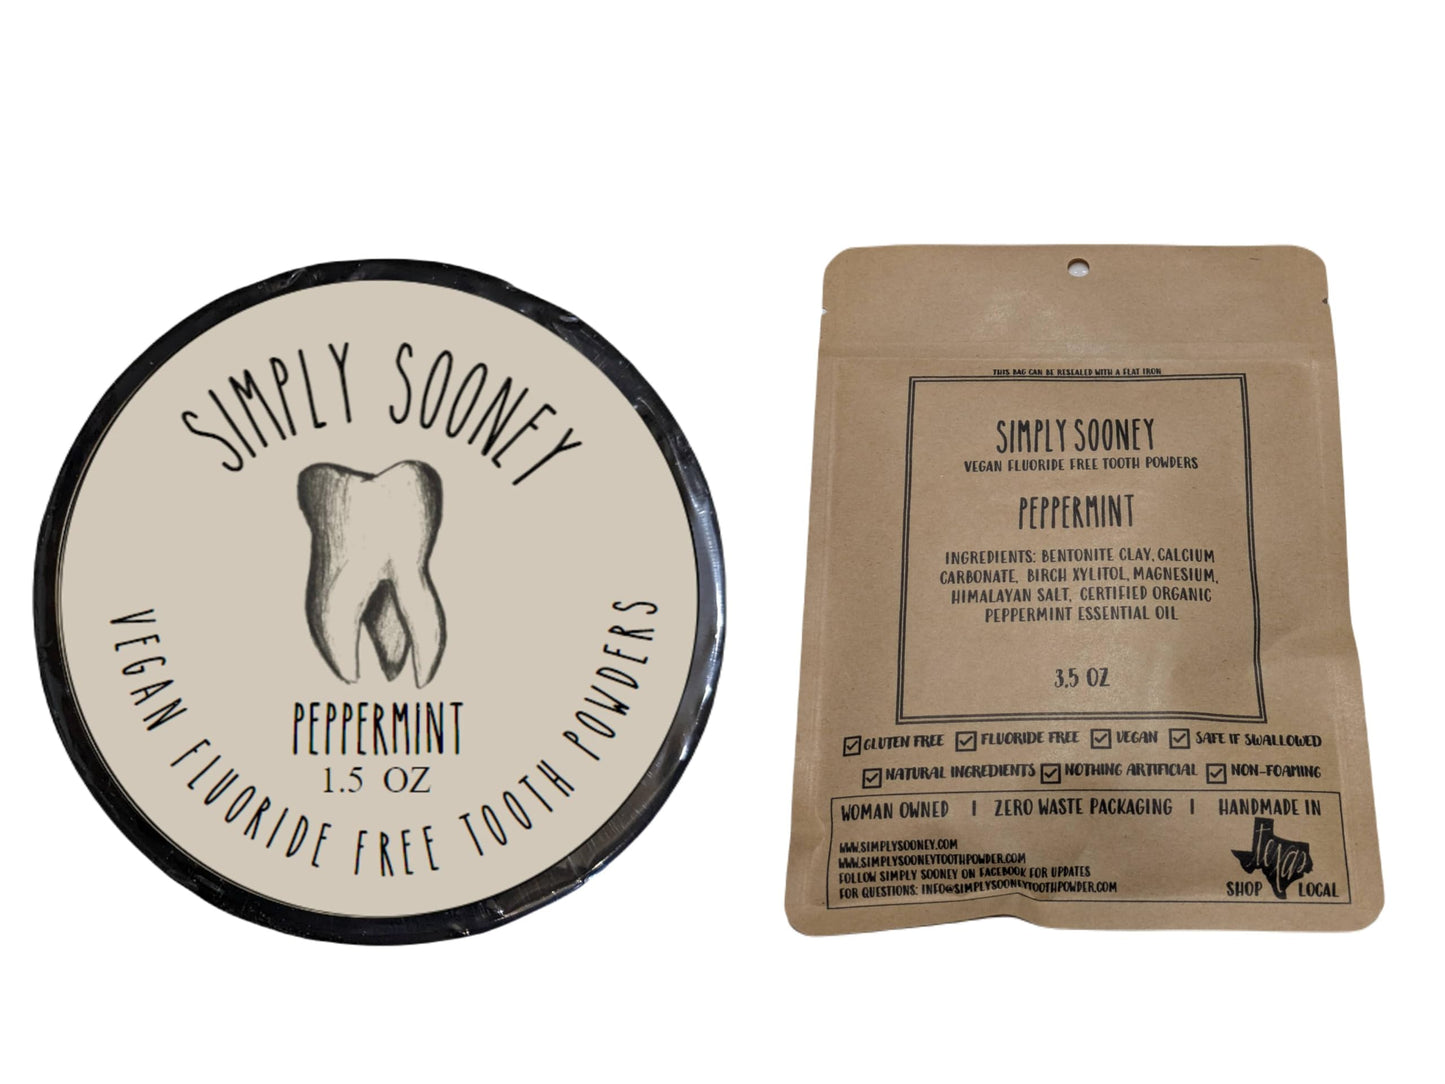 SIMPLY SOONEY
PEPPERMINT
1.5 OZ
VEGAN FLUORIDE FREE TOOTH POWDERS
THIS BAG CAN BE RESEALED WITH A FLAT IRON
SIMPLY SOONEY
VEGAN FLUORIDE FREE TOOTH POWDERS
PEPPERMINT
INGREDIENTS: BENTONITE CLAY, CALCIUM
CARBONATE, BIRCH XYLITOL, MAGNESIUM,
HIMALAYAN SALT, CERTIFIED ORGANIC
PEPPERMINT ESSENTIAL OIL
3.5 OZ
GLUTEN FREE FLUORIDE FREE VEGAN SAFE IF SWALLOWED
NATURAL INGREDIENTS NOTHING ARTIFICIAL NON-FOAMING
WOMAN OWNED | ZERO WASTE PACKAGING | HANDMADE IN
texas
SHOP LOCAL
WWW.SIMPLYSOONEY.COM
WWW.SIMPLYSOONEYTOOTHPOWDER.COM
FOLLOW SIMPLY SOONEY ON FACEBOOK FOR UPDATES
FOR QUESTIONS: INFO@SIMPLYSOONEYTOOTHPOWDER.COM